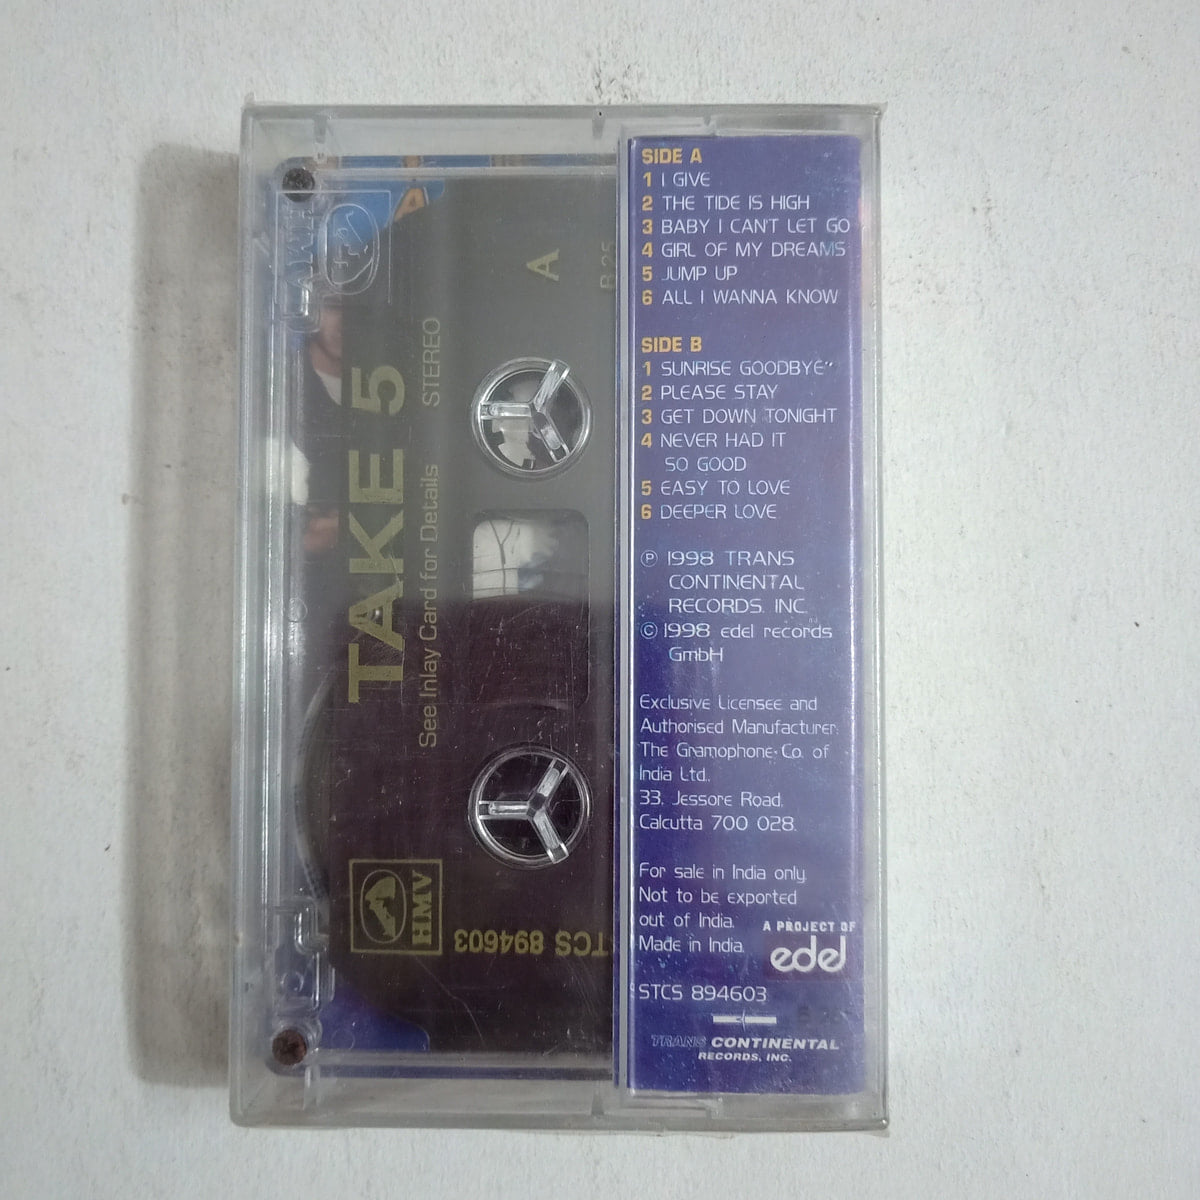 TAKE 5
See Inlay Card for Details STEREO
A
HMV
STCS 894603
SIDE A
1 I GIVE
2 THE TIDE IS HIGH
3 BABY I CAN'T LET GO
4 GIRL OF MY DREAMS
5 JUMP UP
6 ALL I WANNA KNOW
SIDE B
1 SUNRISE GOODBYE"
2 PLEASE STAY
3 GET DOWN TONIGHT
4 NEVER HAD IT
SO GOOD
5 EASY TO LOVE
6 DEEPER LOVE
℗ 1998 TRANS
CONTINENTAL
RECORDS. INC.
© 1998 edel records
GmbH
Exclusive Licensee and
Authorised Manufacturer:
The Gramophone Co. of
India Ltd.,
33, Jessore Road,
Calcutta 700 028.
For sale in India only.
Not to be exported
out of India.
Made in India.
A PROJECT OF
edel
STCS 894603
TRANS CONTINENTAL
RECORDS, INC.